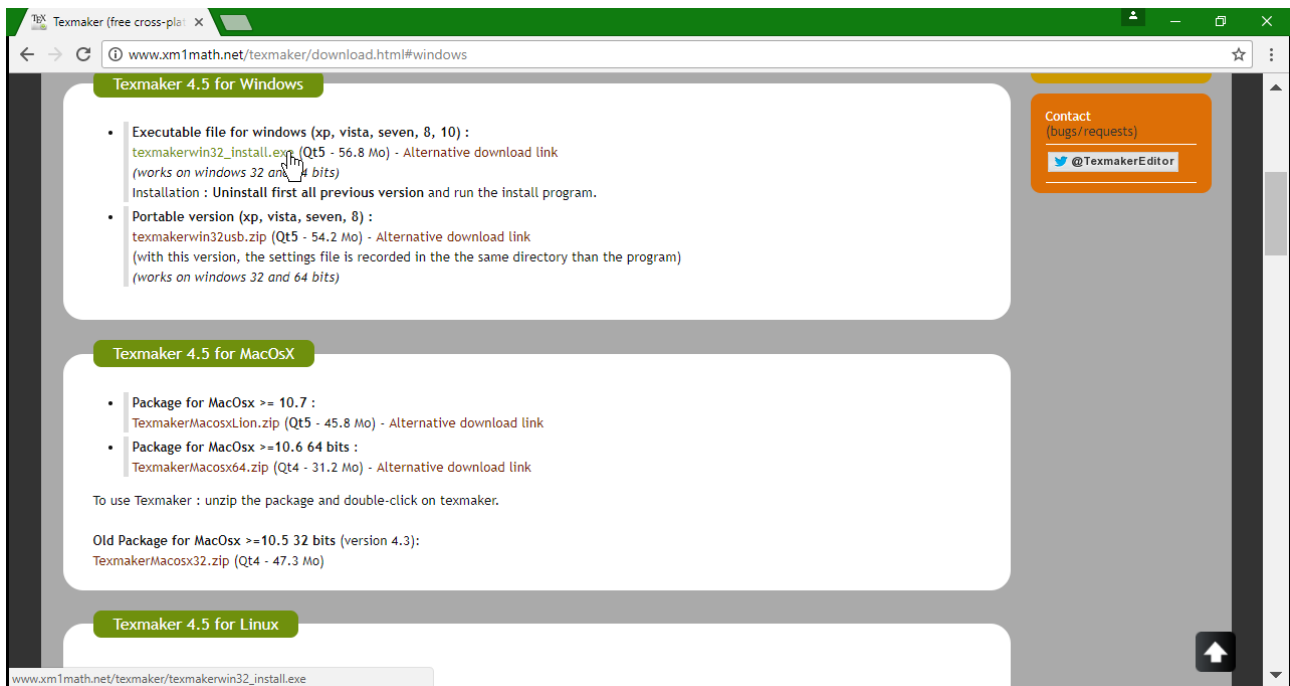 TEX Texmaker (free cross-plat
www.xm1math.net/texmaker/download.html#windows
Texmaker 4.5 for Windows
Executable file for windows (xp, vista, seven, 8, 10) :
texmakerwin32_install.exe (Qt5 - 56.8 Mo) - Alternative download link
(works on windows 32 and 4 bits)
Installation : Uninstall first all previous version and run the install program.
Portable version (xp, vista, seven, 8) :
texmakerwin32usb.zip (Qt5 - 54.2 Mo) - Alternative download link
(with this version, the settings file is recorded in the the same directory than the program)
(works on windows 32 and 64 bits)
Contact
(bugs/requests)
@TexmakerEditor
Texmaker 4.5 for MacOsX
Package for MacOsx >= 10.7 :
TexmakerMacosxLion.zip (Qt5 - 45.8 Mo) - Alternative download link
Package for MacOsx >=10.6 64 bits :
TexmakerMacosx64.zip (Qt4 - 31.2 Mo) - Alternative download link
To use Texmaker : unzip the package and double-click on texmaker.
Old Package for MacOsx >=10.5 32 bits (version 4.3):
TexmakerMacosx32.zip (Qt4 - 47.3 Mo)
Texmaker 4.5 for Linux
www.xm1math.net/texmaker/texmakerwin32_install.exe